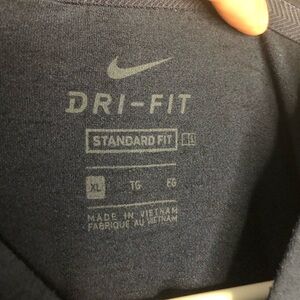 DRI-FIT
STANDARD FIT
XL TG EG
MADE IN VIETNAM
FABRIQUÉ AU VIETNAM